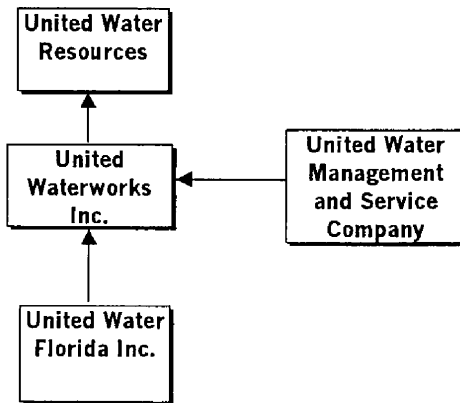 United Water
Resources
United
Waterworks
Inc.
United Water
Management
and Service
Company
United Water
Florida Inc.